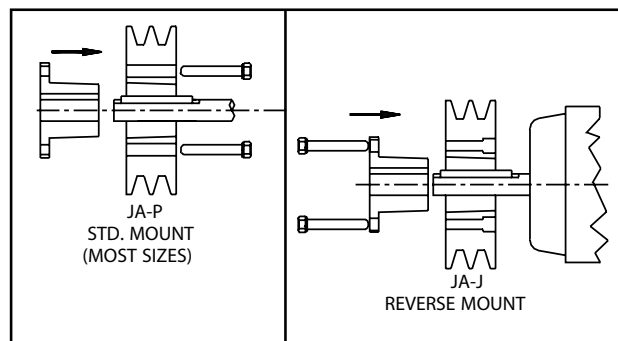 JA-P
STD. MOUNT
(MOST SIZES)
JA-J
REVERSE MOUNT